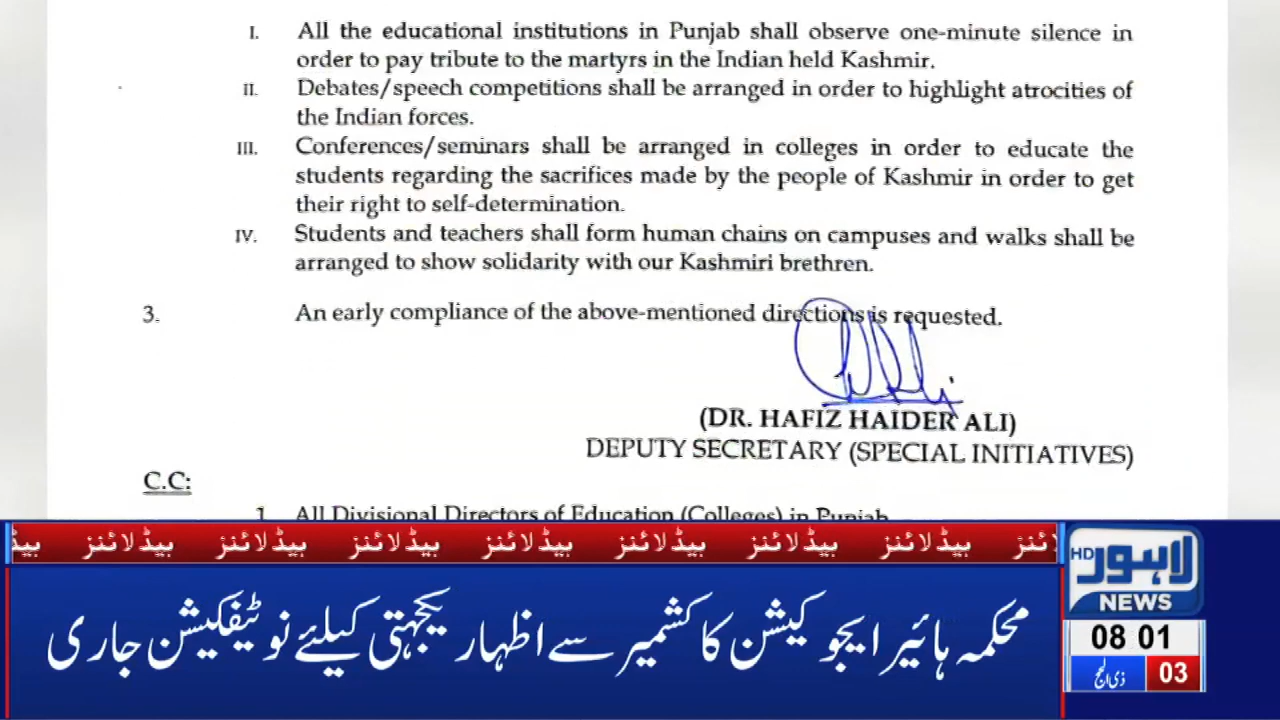 I. All the educational institutions in Punjab shall observe one-minute silence in
order to pay tribute to the martyrs in the Indian held Kashmir.
II. Debates/speech competitions shall be arranged in order to highlight atrocities of
the Indian forces.
III. Conferences/seminars shall be arranged in colleges in order to educate the
students regarding the sacrifices made by the people of Kashmir in order to get
their right to self-determination.
IV. Students and teachers shall form human chains on campuses and walks shall be
arranged to show solidarity with our Kashmiri brethren.
3. An early compliance of the above-mentioned directions is requested.
(DR. HAFIZ HAIDER ALI)
DEPUTY SECRETARY (SPECIAL INITIATIVES)
C.C:
1. All Divisional Directors of Education (Colleges) in Punjab
ہیڈلائنز ہیڈلائنز ہیڈلائنز ہیڈلائنز ہیڈلائنز ہیڈلائنز ہیڈلائنز
محکمہ ہائیر ایجوکیشن کا کشمیر سے اظہار یکجہتی کیلئے نوٹیفکیشن جاری
لاہور HD
NEWS
08 01
ذی الحج 03